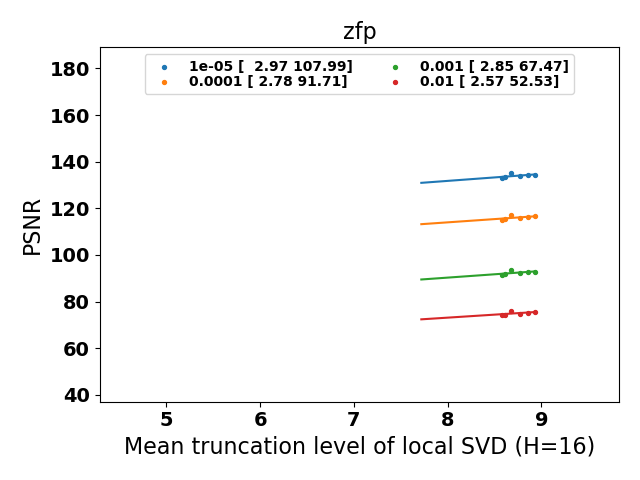 zfp
1e-05 [  2.97 107.99]
0.0001 [ 2.78 91.71]
0.001 [ 2.85 67.47]
0.01 [ 2.57 52.53]
180
160
140
120
100
80
60
40
PSNR
5 6 7 8 9
Mean truncation level of local SVD (H=16)